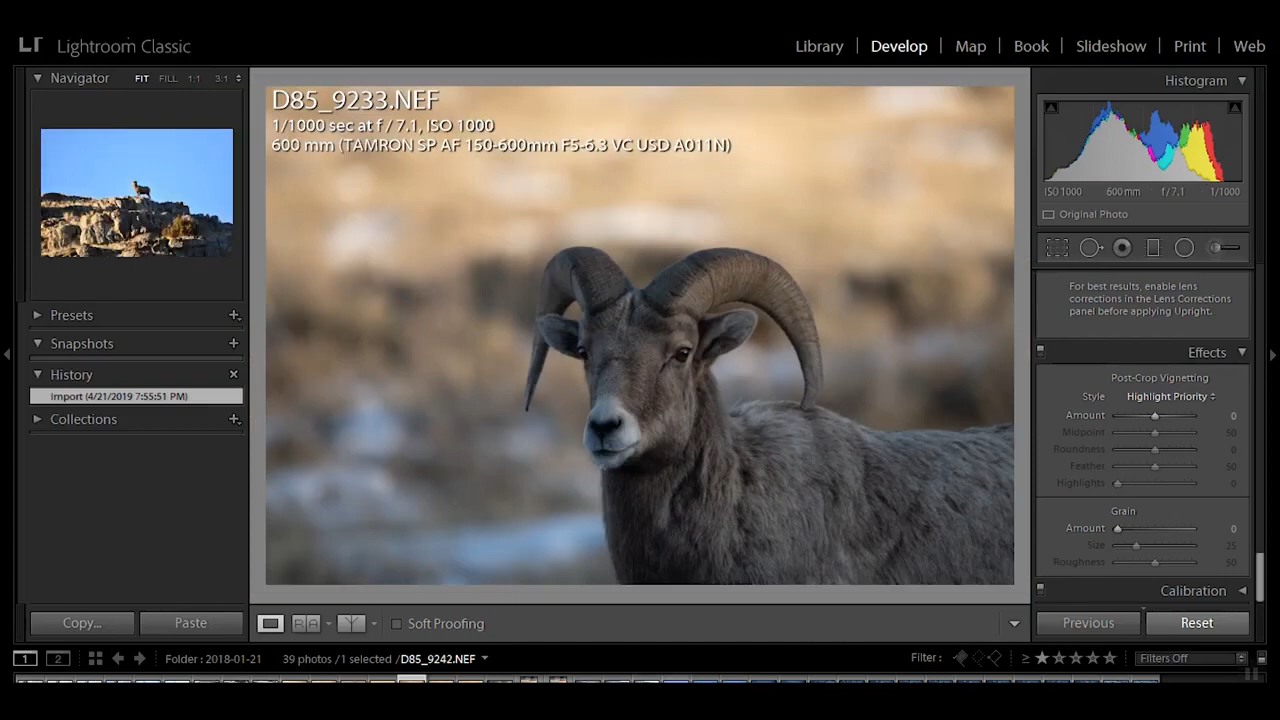 Lr Lightroom Classic
Library | Develop | Map | Book | Slideshow | Print | Web
Navigator FIT FILL 1:1 3:1
Presets
Snapshots
History
Import (4/21/2019 7:55:51 PM)
Collections
Copy... Paste
D85_9233.NEF
1/1000 sec at f / 7.1, ISO 1000
600 mm (TAMRON SP AF 150-600mm F5-6.3 VC USD A011N)
Soft Proofing
Histogram
ISO 1000 600 mm f / 7.1 1/1000
Original Photo
For best results, enable lens
corrections in the Lens Corrections
panel before applying Upright.
Effects
Post-Crop Vignetting
Style Highlight Priority
Amount 0
Midpoint 50
Roundness 0
Feather 50
Highlights 0
Grain
Amount 0
Size 25
Roughness 50
Calibration
Previous Reset
1 2 Folder : 2018-01-21 39 photos / 1 selected / D85_9242.NEF Filter : ≥ ★★★★★ Filters Off